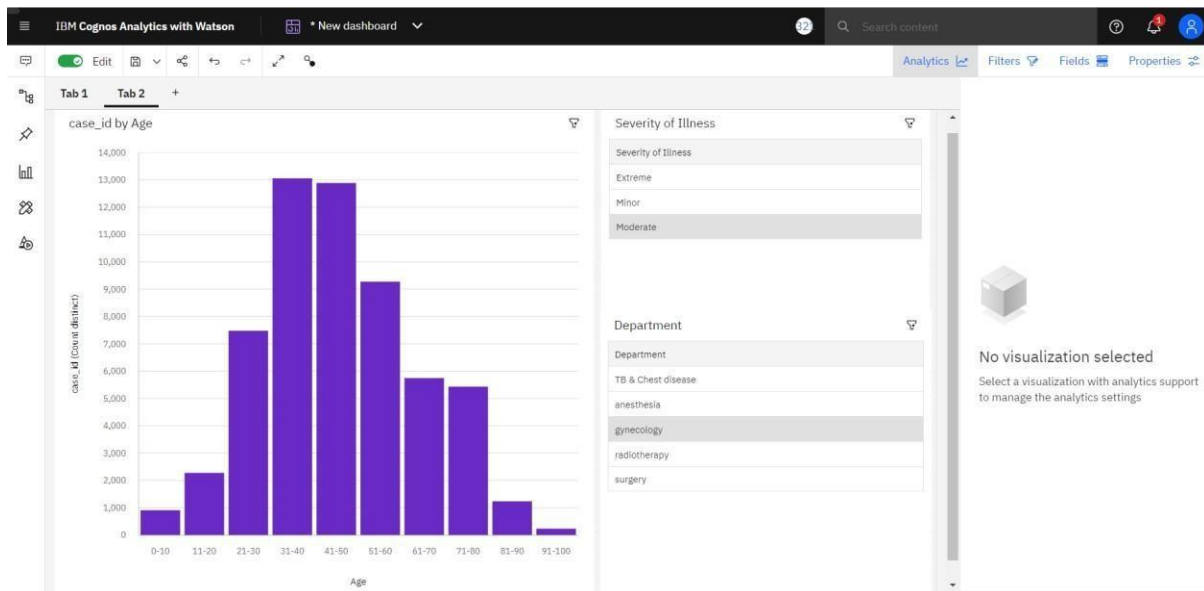 IBM Cognos Analytics with Watson
* New dashboard
Search content
1
Edit
Analytics
Filters
Fields
Properties
Tab 1
Tab 2
+
case_id by Age
14,000
13,000
12,000
11,000
10,000
9,000
8,000
7,000
6,000
5,000
4,000
3,000
2,000
1,000
0
case_id (Count distinct)
0-10
11-20
21-30
31-40
41-50
51-60
61-70
71-80
81-90
91-100
Age
Severity of Illness
Severity of Illness
Extreme
Minor
Moderate
Department
Department
TB & Chest disease
anesthesia
gynecology
radiotherapy
surgery
No visualization selected
Select a visualization with analytics support
to manage the analytics settings